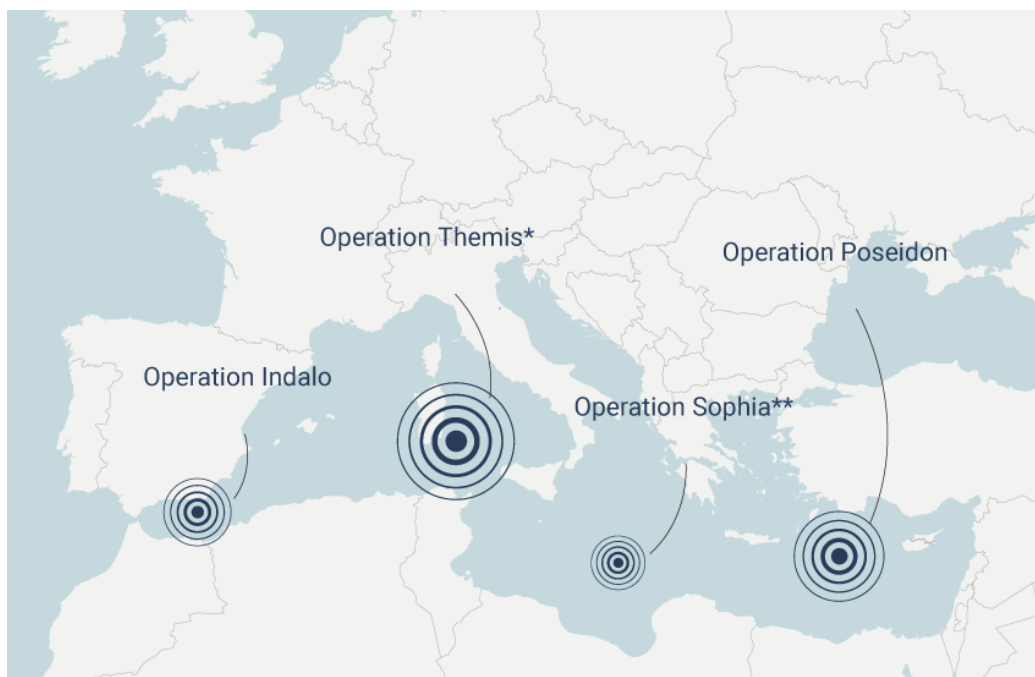 Operation Themis*
Operation Poseidon
Operation Indalo
Operation Sophia**